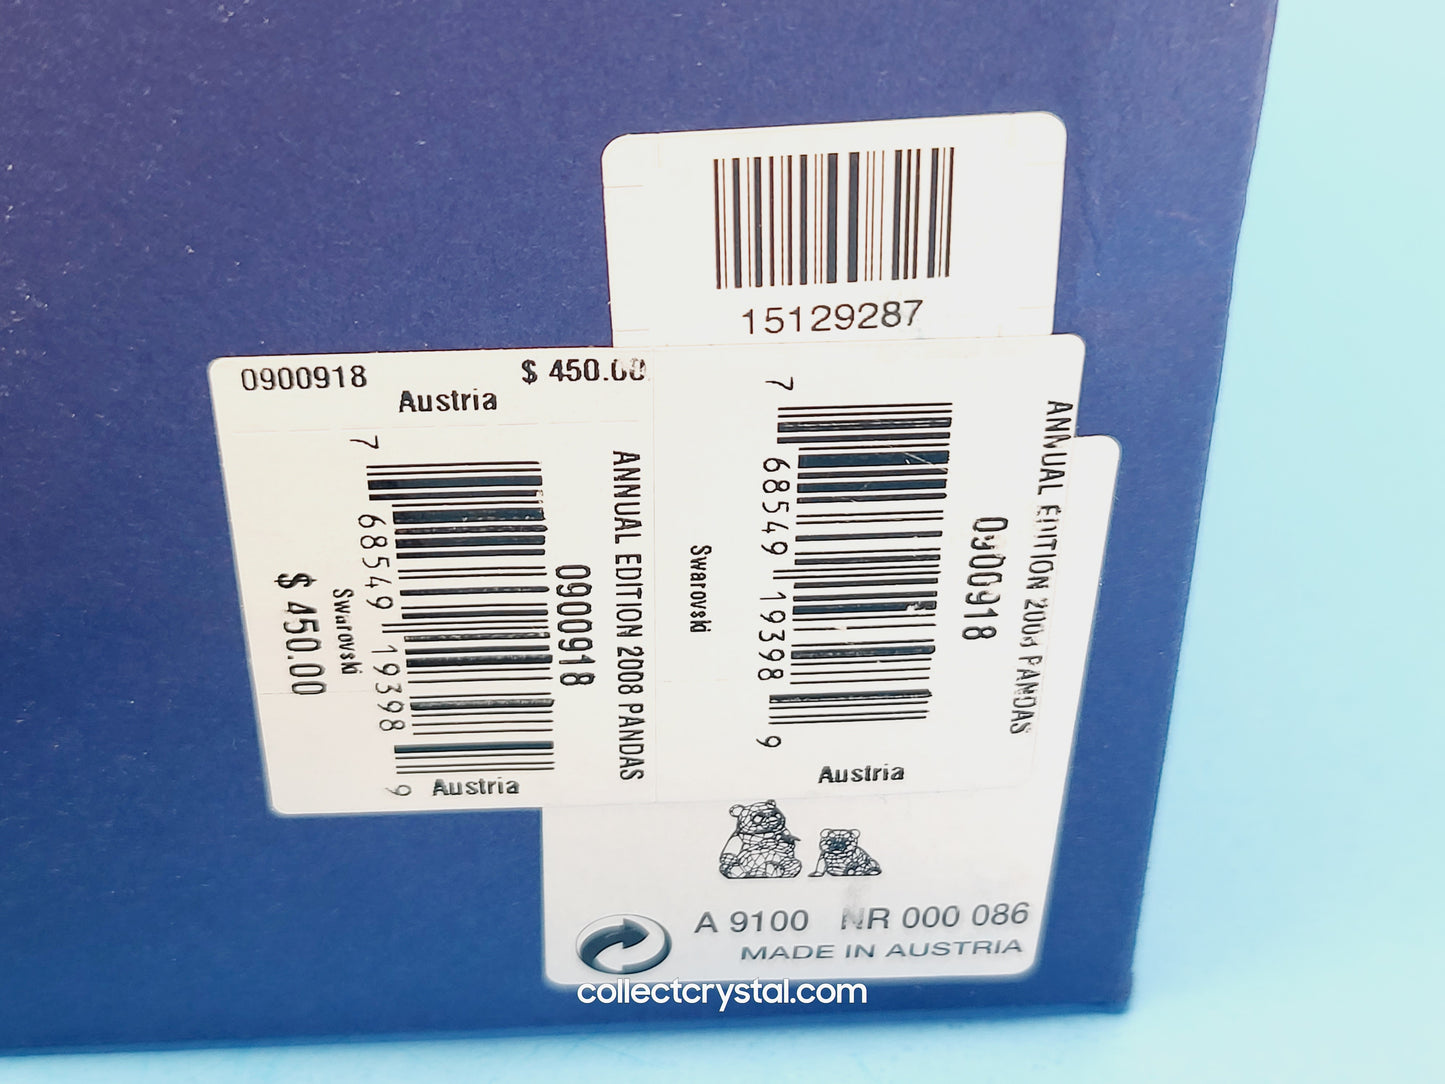 15129287
0900918
$ 450.00
Austria
7 68549 19398 9
$ 450.00
Swarovski
0900918
ANNUAL EDITION 2008 PANDAS
Austria
7 68549 19398 9
Swarovski
0900918
ANNUAL EDITION 2008 PANDAS
Austria
A 9100 NR 000 086
MADE IN AUSTRIA
collectcrystal.com